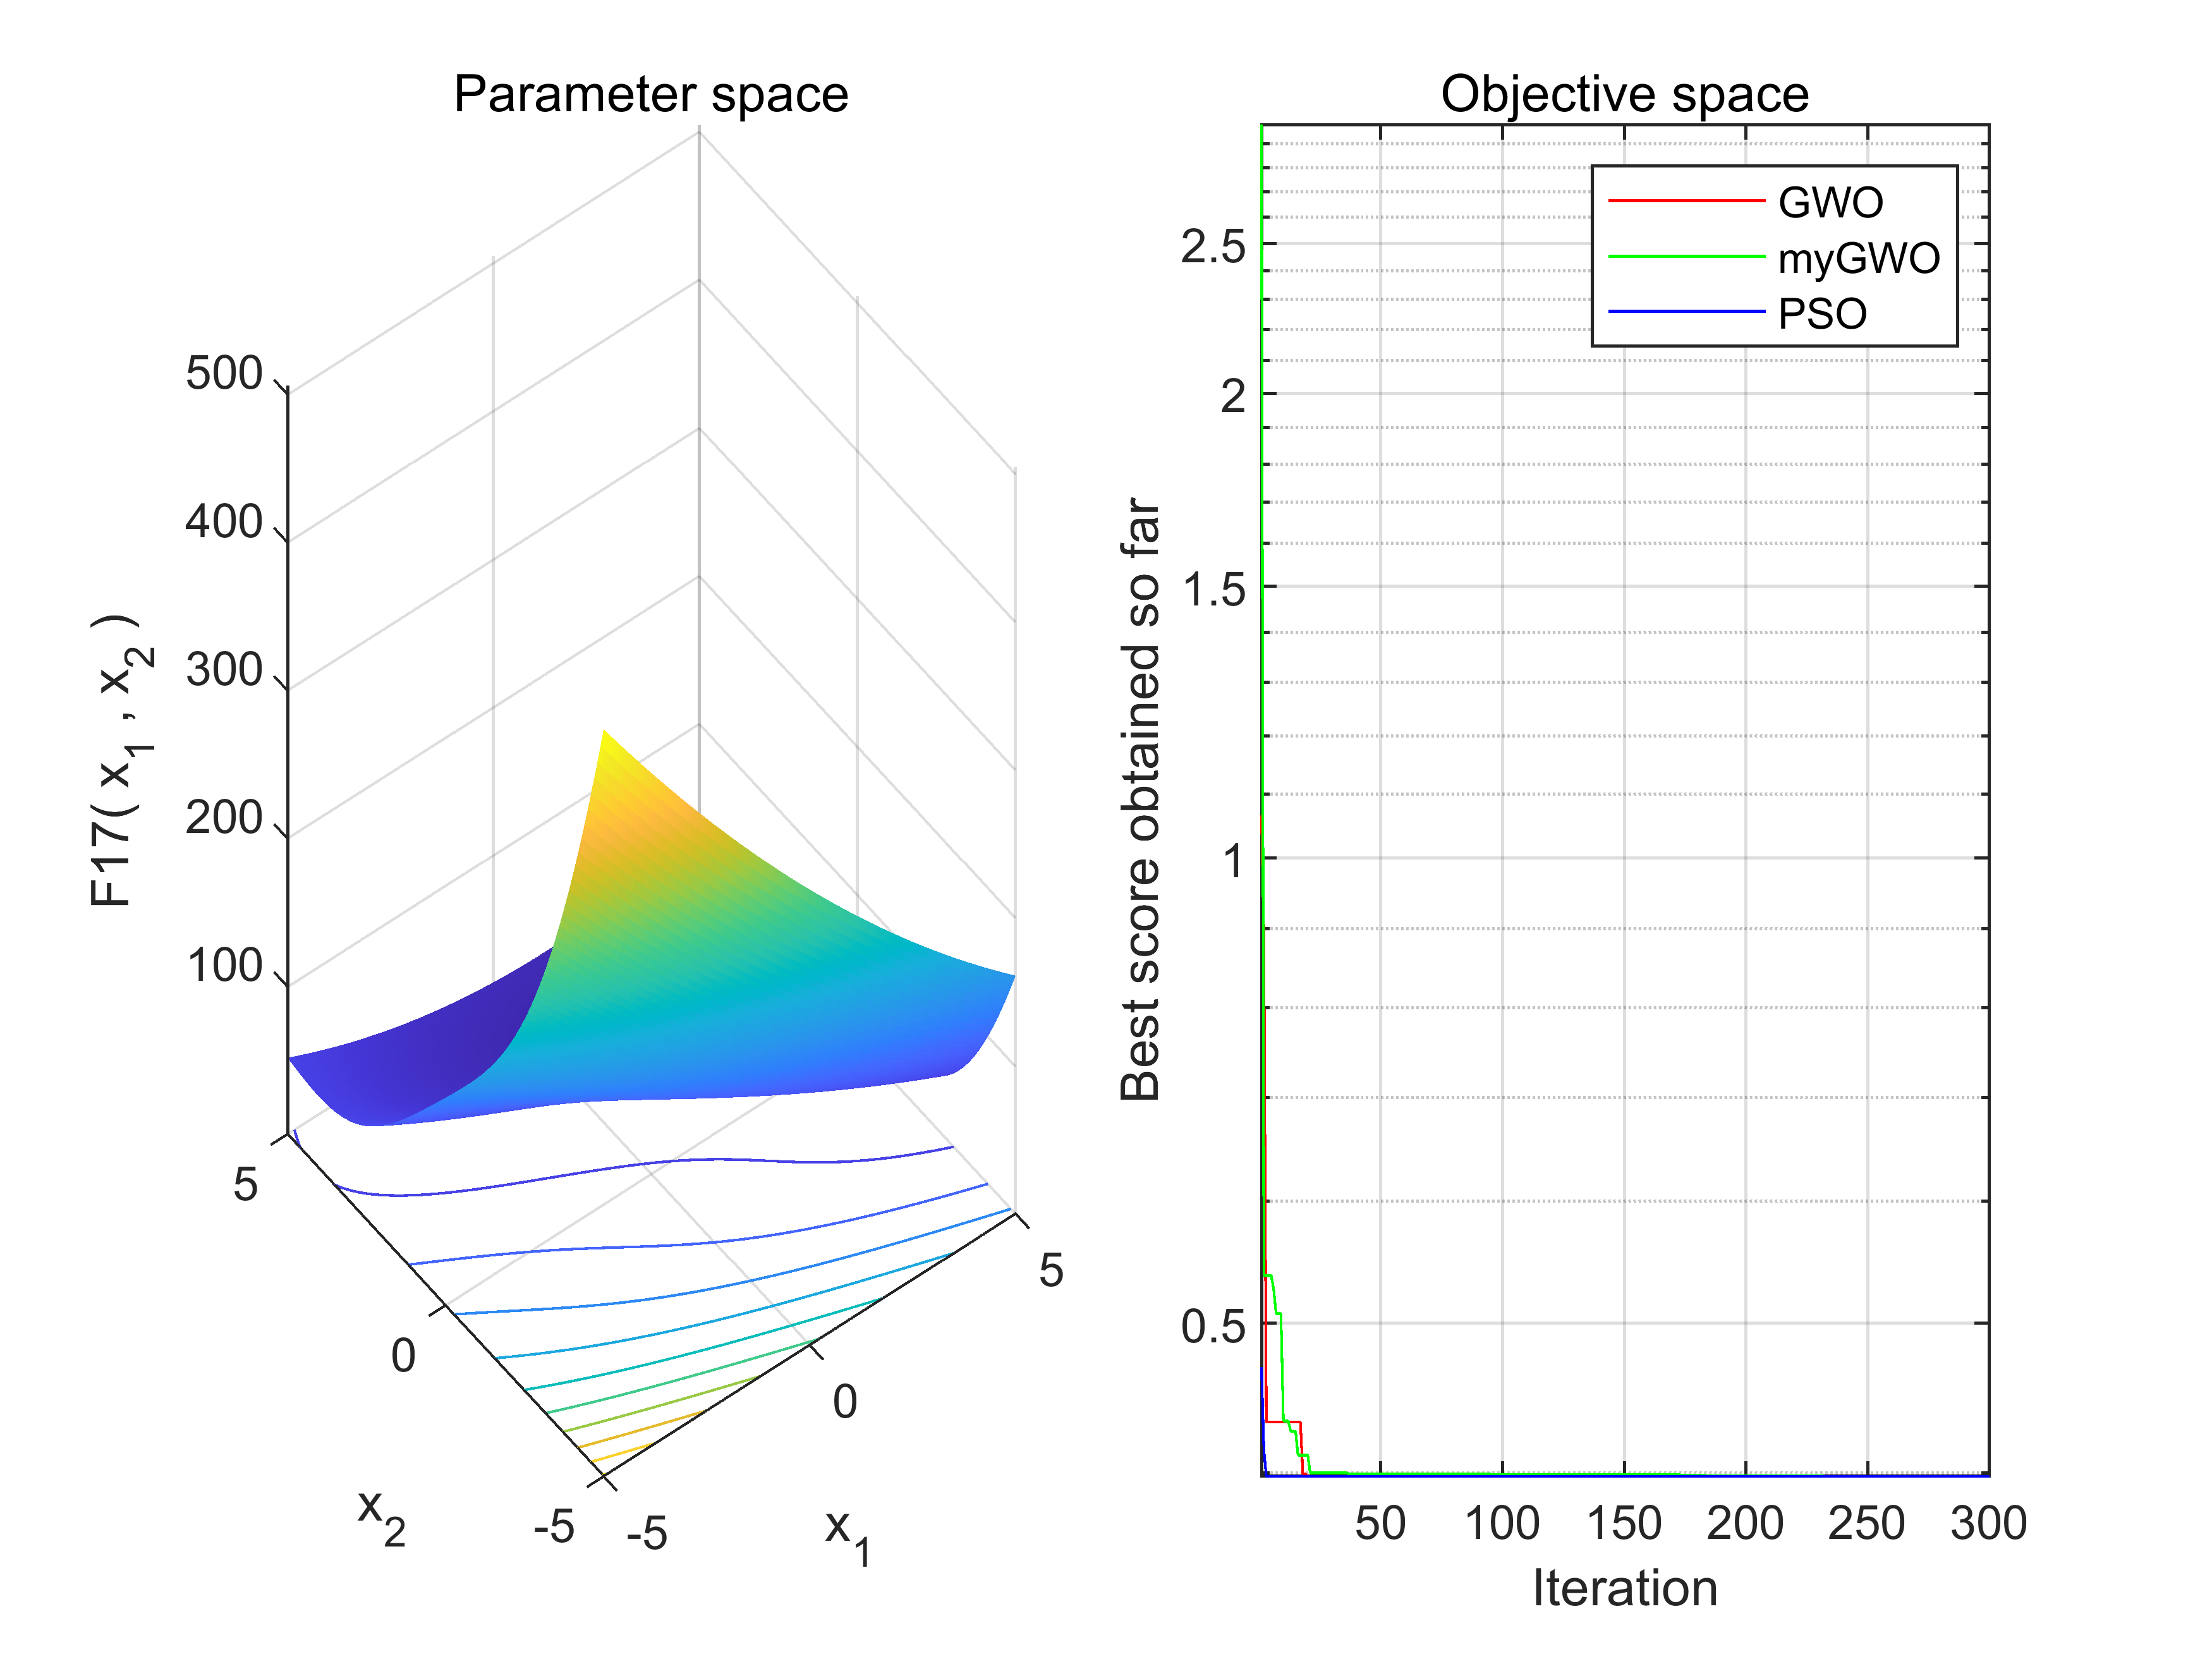 Parameter space
500
400
300
200
100
F17( x1 , x2 )
5
0
-5
x2
-5
0
5
x1
Objective space
GWO
myGWO
PSO
2.5
2
1.5
1
0.5
Best score obtained so far
50 100 150 200 250 300
Iteration